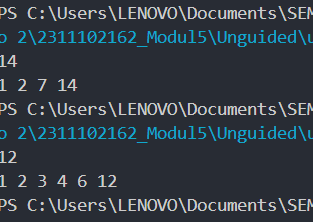 PS C:\Users\LENOVO\Documents\SEM
o 2\2311102162_Modul5\Unguided\u
14
1 2 7 14
PS C:\Users\LENOVO\Documents\SEM
o 2\2311102162_Modul5\Unguided\u
12
1 2 3 4 6 12
PS C:\Users\LENOVO\Documents\SEM